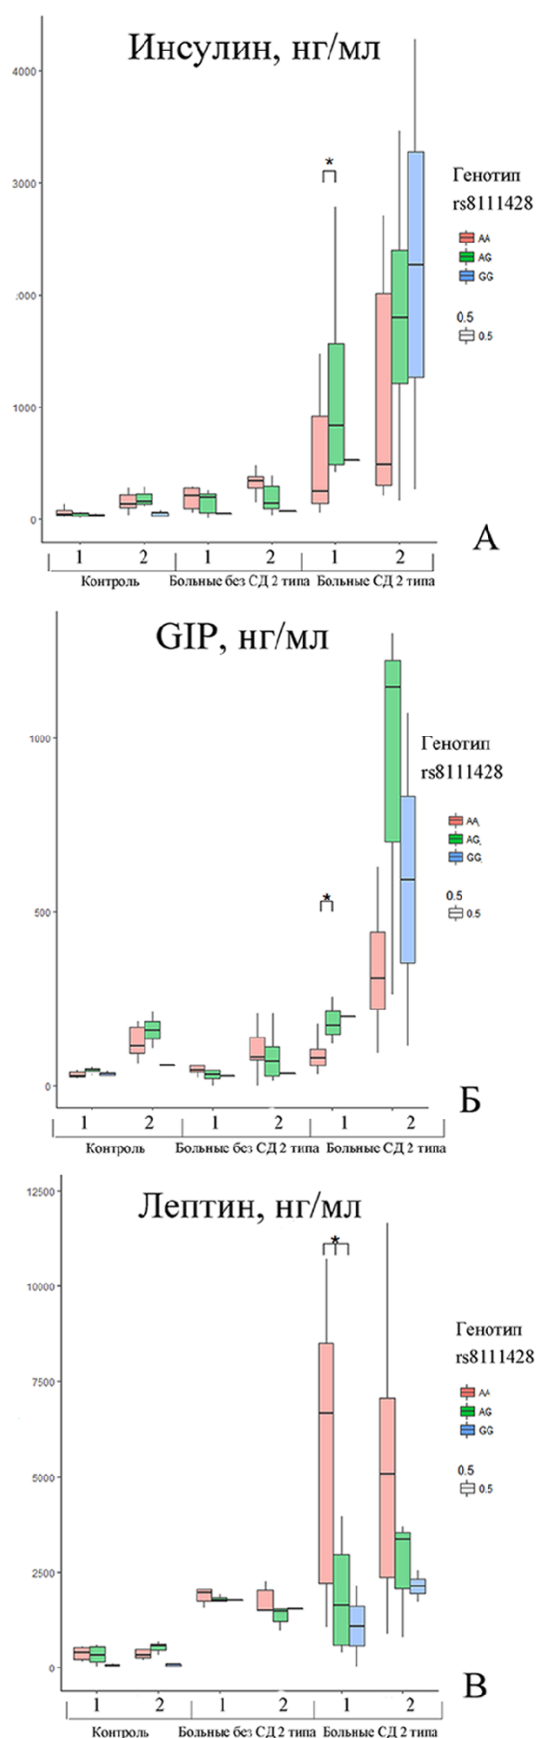 Инсулин, нг/мл
4000
3000
:000
1000
0
*
Генотип
rs8111428
AA
AG
GG
0.5
0.5
А
1 2 1 2 1 2
Контроль Больные без СД 2 типа Больные СД 2 типа
GIP, нг/мл
1000
500
0
*
Генотип
rs8111428
AA
AG
GG
0.5
0.5
Б
1 2 1 2 1 2
Контроль Больные без СД 2 типа Больные СД 2 типа
Лептин, нг/мл
12500
10000
7500
5000
2500
0
*
Генотип
rs8111428
AA
AG
GG
0.5
0.5
В
1 2 1 2 1 2
Контроль Больные без СД 2 типа Больные СД 2 типа